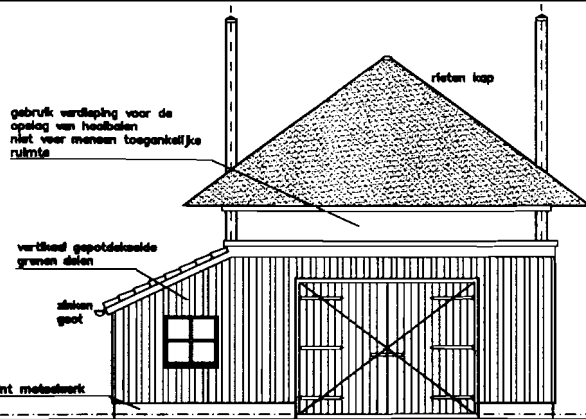 rieten kap
gebruik verdieping voor de
opslag van hooibalen
niet voor mensen toegankelijke
ruimte
vertikaal gepotdekselde
grenen delen
zinken
goot
metselwerk